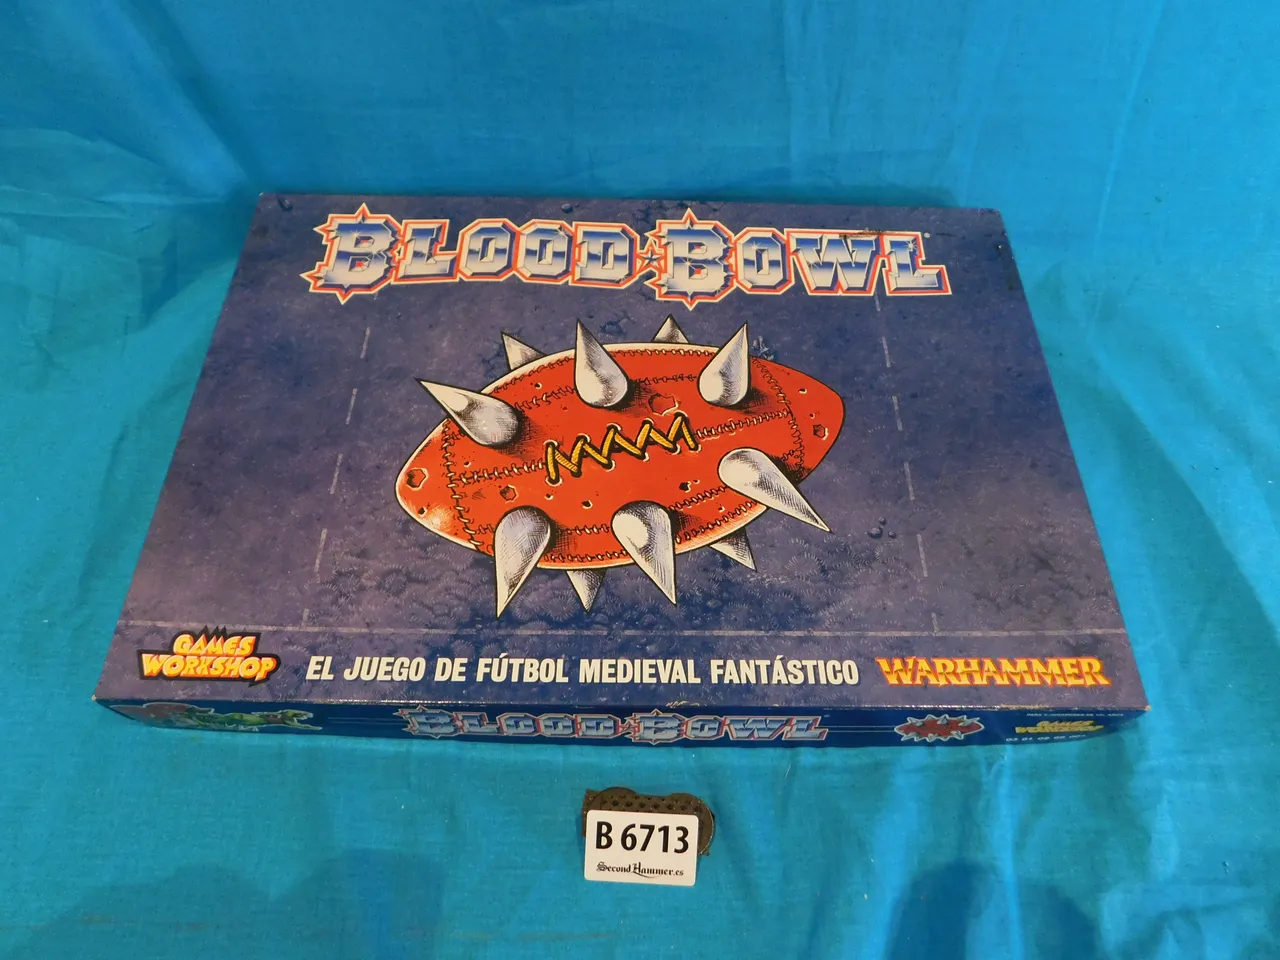 BLOOD BOWL
GAMES WORKSHOP
EL JUEGO DE FÚTBOL MEDIEVAL FANTÁSTICO
WARHAMMER
BLOOD BOWL
B 6713
SecondHammer.es